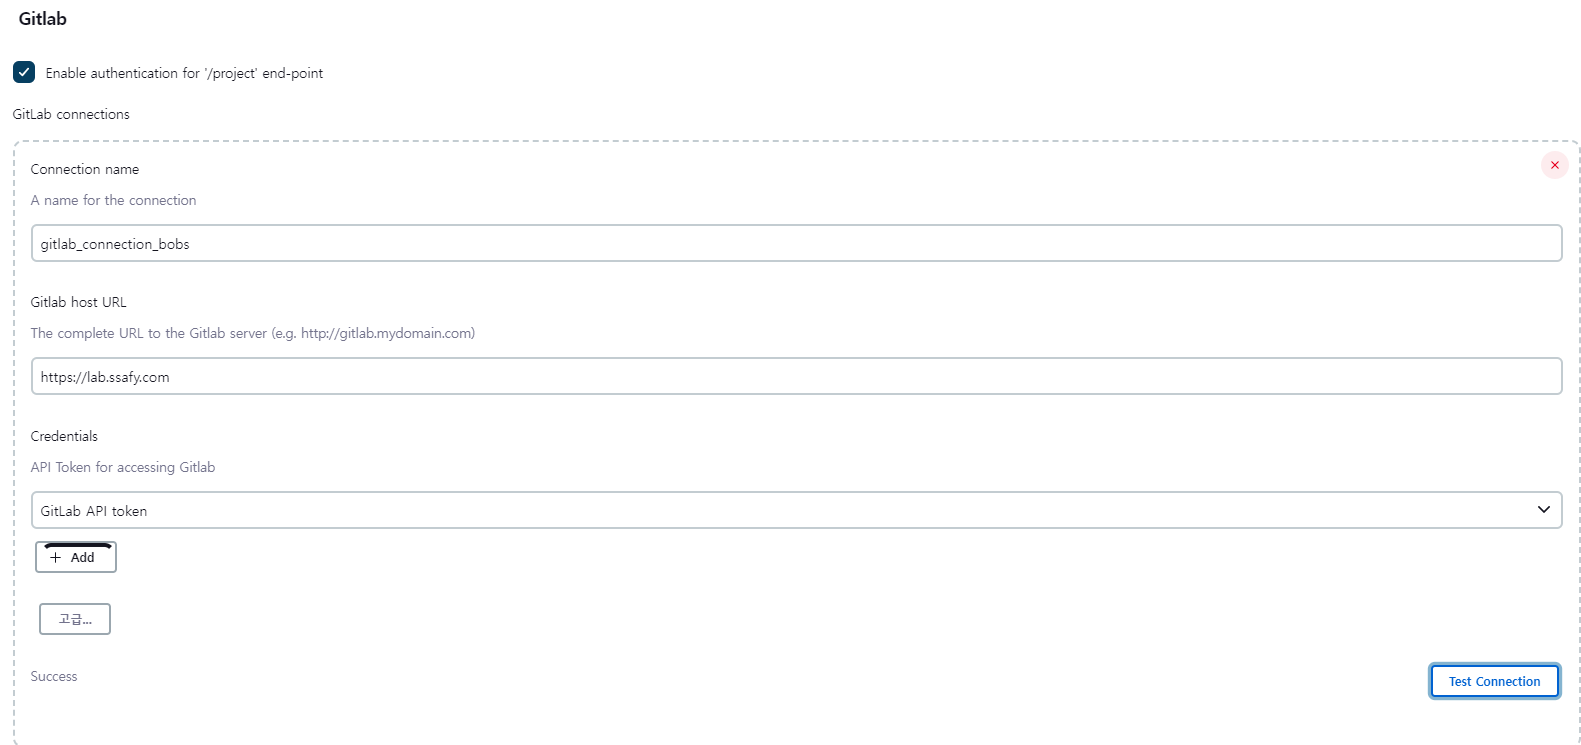 Gitlab
Enable authentication for '/project' end-point
GitLab connections
Connection name
A name for the connection
gitlab_connection_bobs
Gitlab host URL
The complete URL to the Gitlab server (e.g. http://gitlab.mydomain.com)
https://lab.ssafy.com
Credentials
API Token for accessing Gitlab
GitLab API token
+ Add
고급...
Success
Test Connection